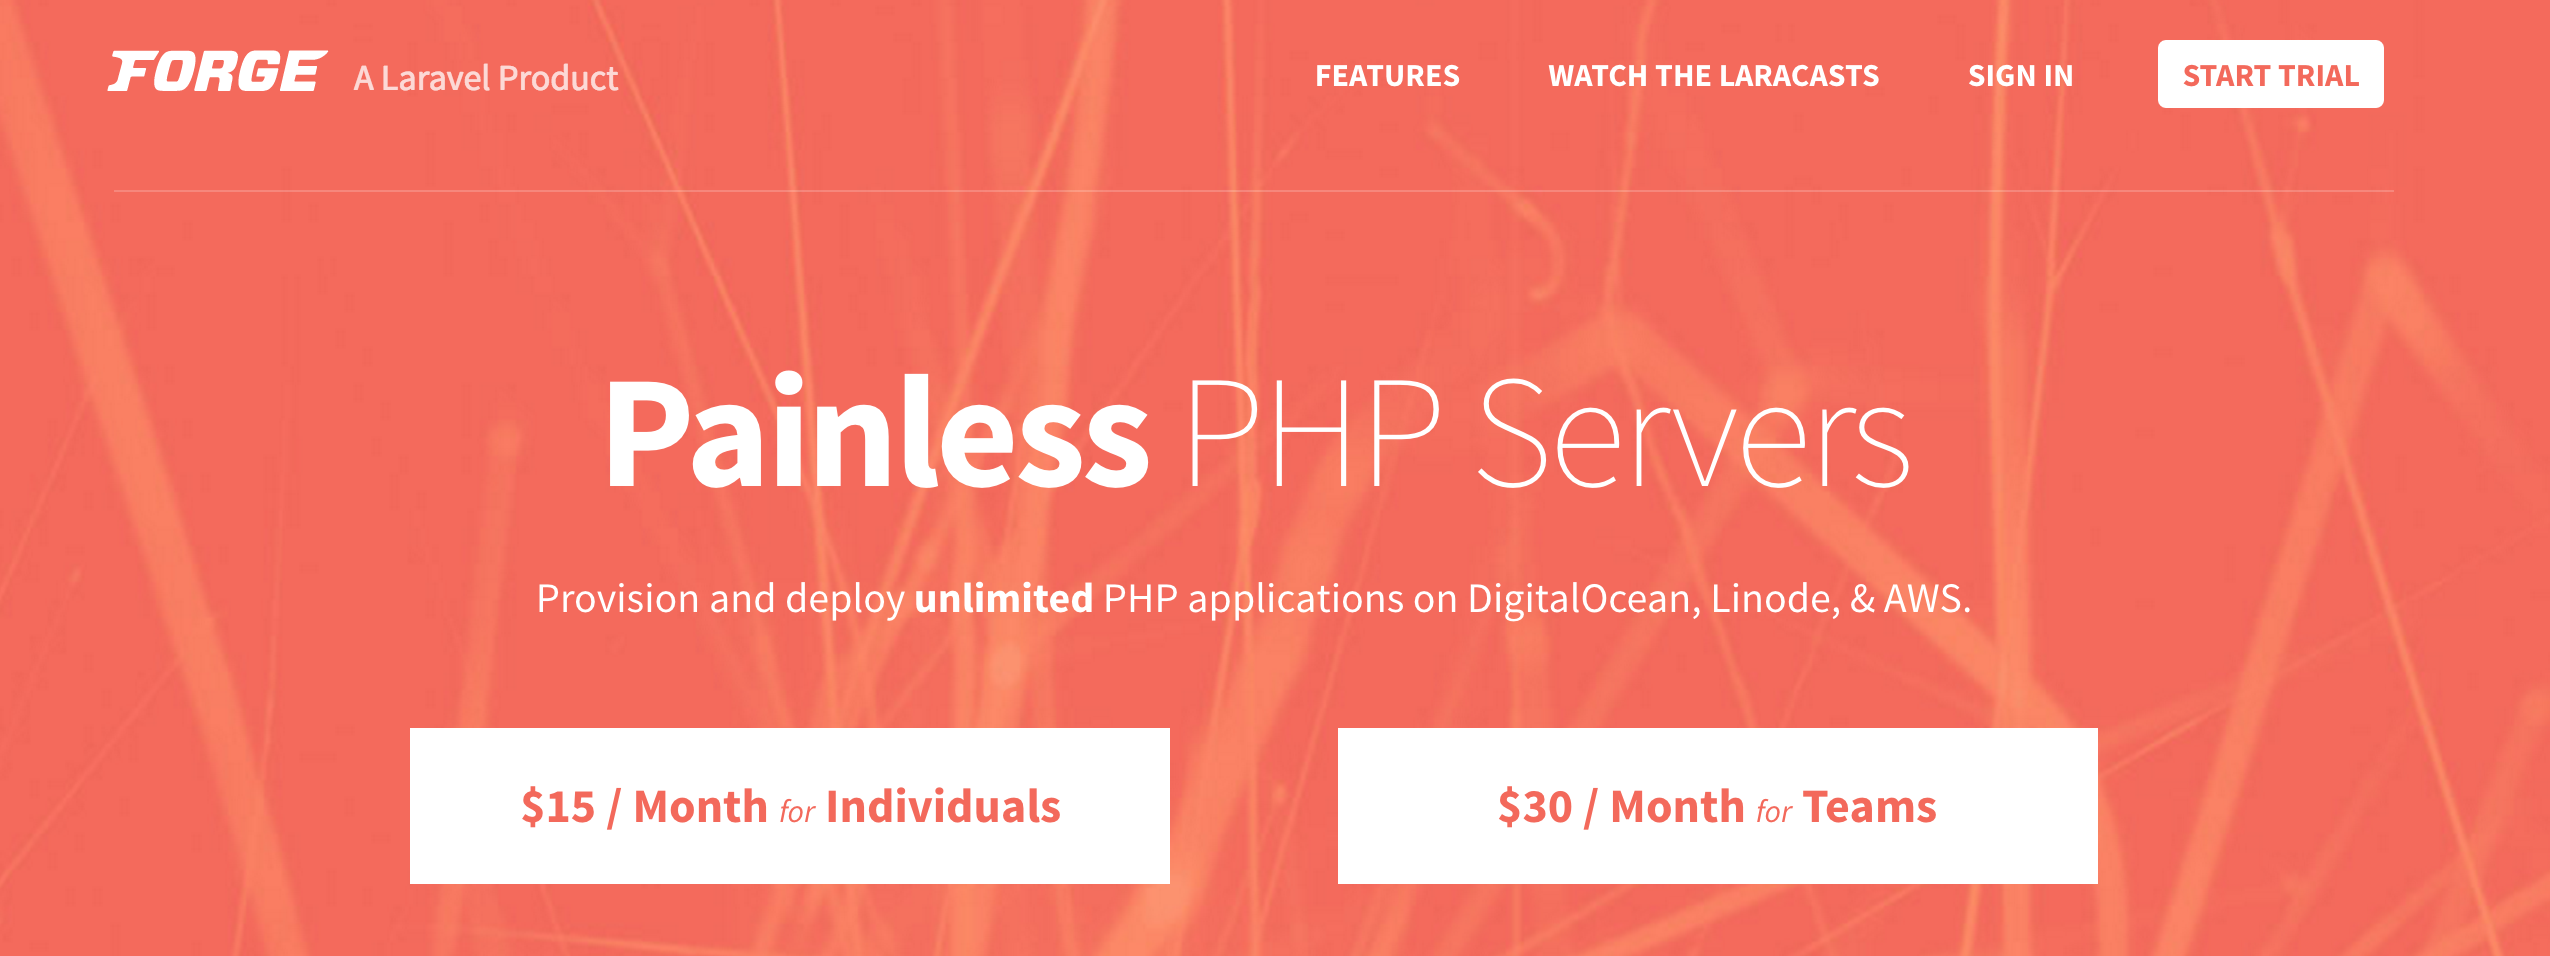 FORGE A Laravel Product
FEATURES WATCH THE LARACASTS SIGN IN START TRIAL
Painless PHP Servers
Provision and deploy unlimited PHP applications on DigitalOcean, Linode, & AWS.
$15 / Month for Individuals
$30 / Month for Teams